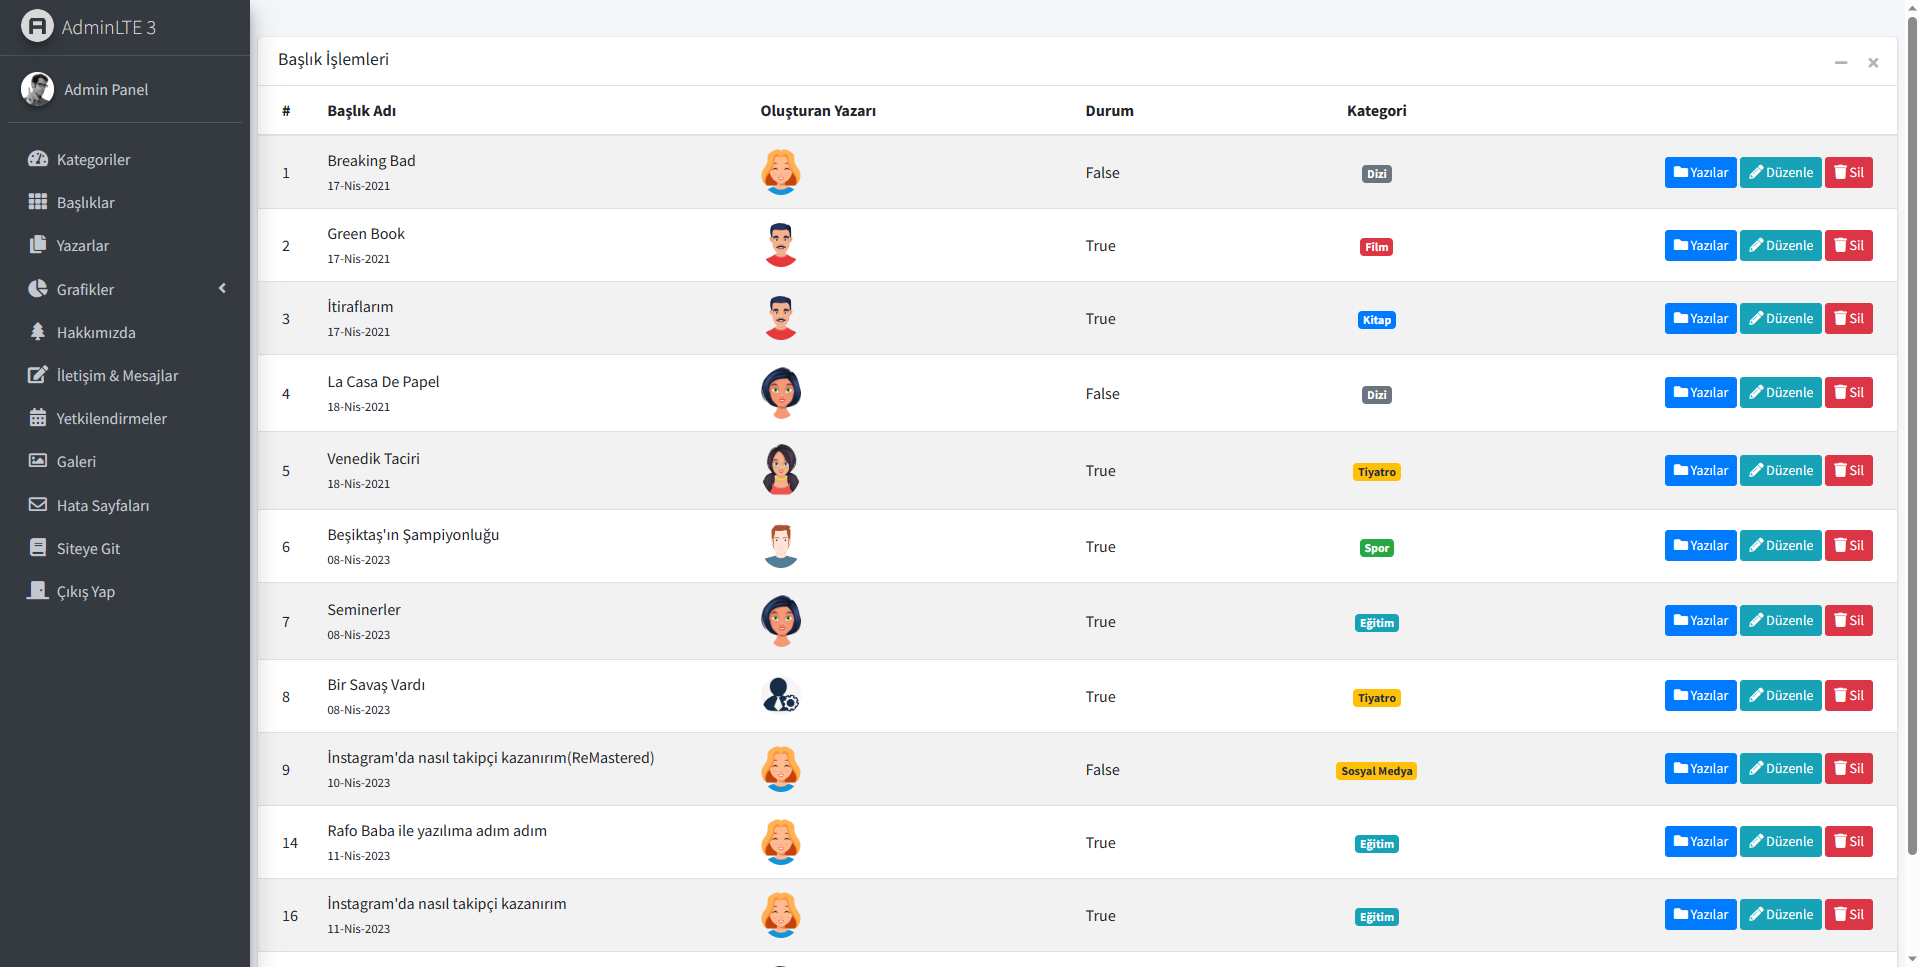 AdminLTE 3
Admin Panel
Kategoriler
Başlıklar
Yazarlar
Grafikler
Hakkımızda
İletişim & Mesajlar
Yetkilendirmeler
Galeri
Hata Sayfaları
Siteye Git
Çıkış Yap
Başlık İşlemleri
# Başlık Adı Oluşturan Yazarı Durum Kategori
1 Breaking Bad False Dizi Yazılar Düzenle Sil
17-Nis-2021
2 Green Book True Film Yazılar Düzenle Sil
17-Nis-2021
3 İtiraflarım True Kitap Yazılar Düzenle Sil
17-Nis-2021
4 La Casa De Papel False Dizi Yazılar Düzenle Sil
18-Nis-2021
5 Venedik Taciri True Tiyatro Yazılar Düzenle Sil
18-Nis-2021
6 Beşiktaş'ın Şampiyonluğu True Spor Yazılar Düzenle Sil
08-Nis-2023
7 Seminerler True Eğitim Yazılar Düzenle Sil
08-Nis-2023
8 Bir Savaş Vardı True Tiyatro Yazılar Düzenle Sil
08-Nis-2023
9 İnstagram'da nasıl takipçi kazanırım(ReMastered) False Sosyal Medya Yazılar Düzenle Sil
10-Nis-2023
14 Rafo Baba ile yazılıma adım adım True Eğitim Yazılar Düzenle Sil
11-Nis-2023
16 İnstagram'da nasıl takipçi kazanırım True Eğitim Yazılar Düzenle Sil
11-Nis-2023